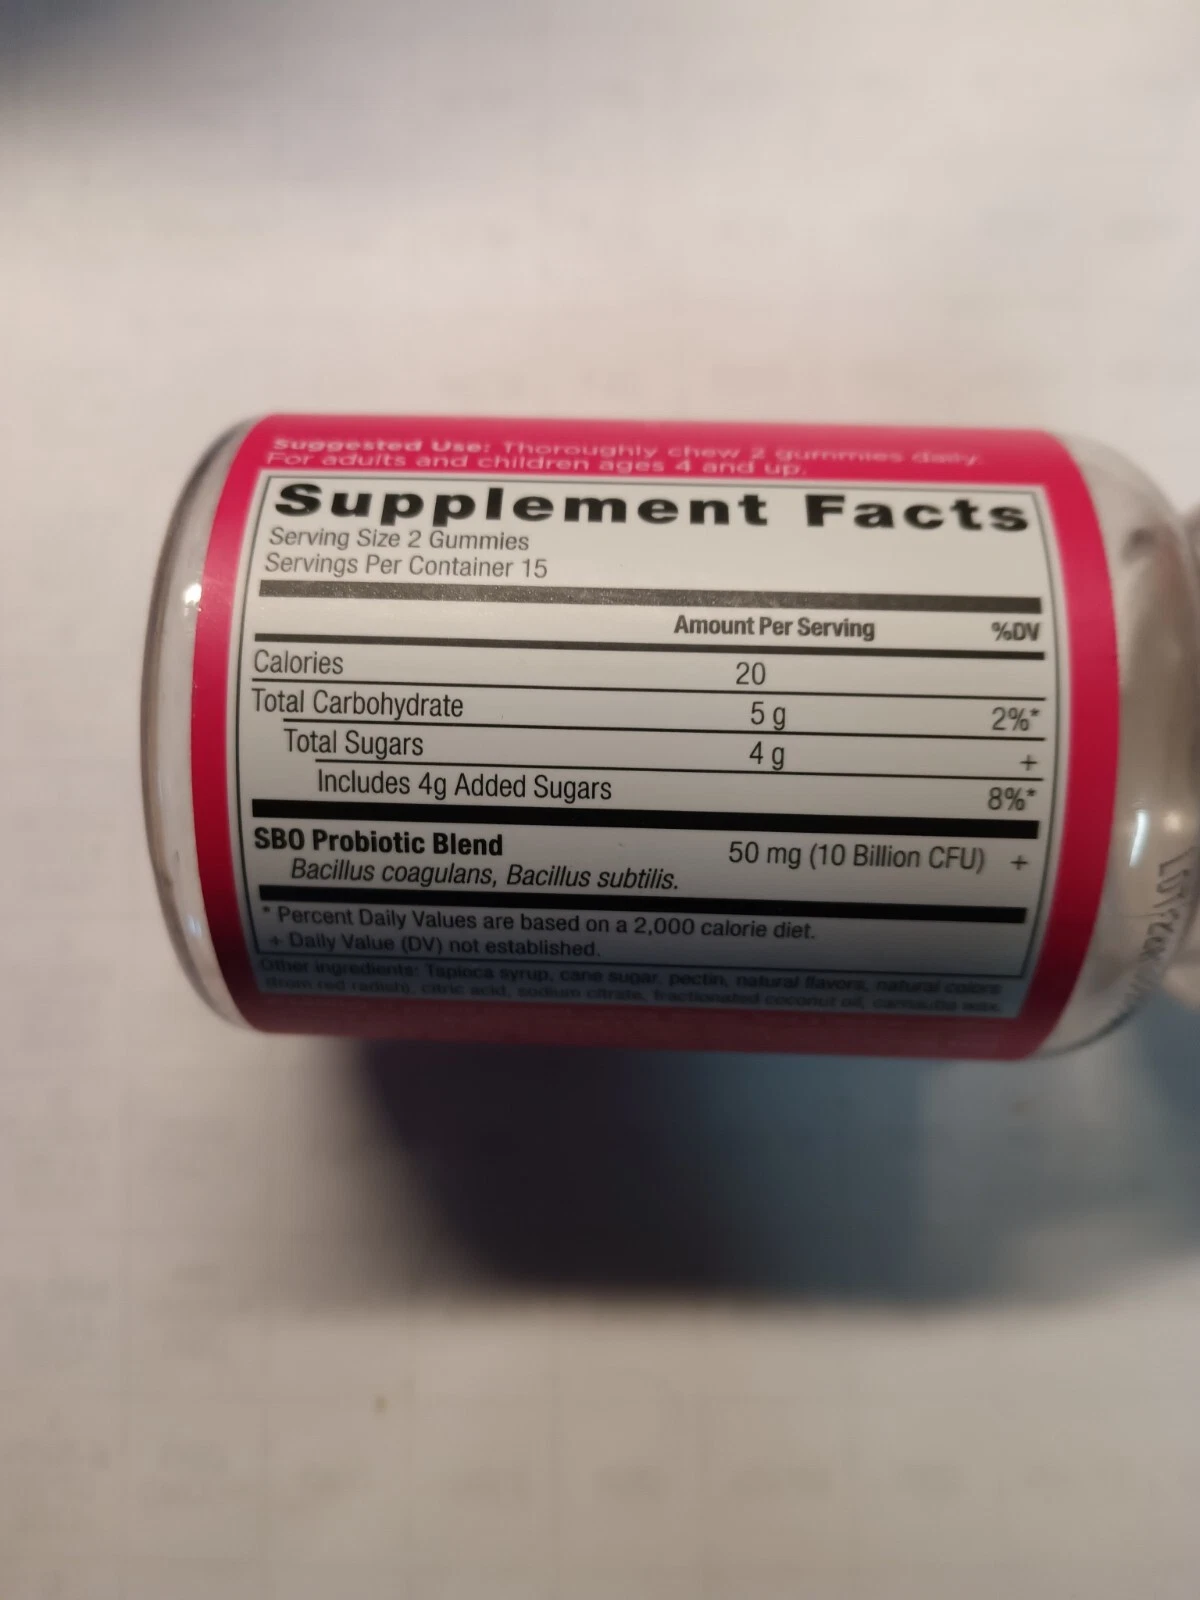 Suggested Use: Thoroughly chew 2 gummies daily.
For adults and children ages 4 and up.
Supplement Facts
Serving Size 2 Gummies
Servings Per Container 15
Amount Per Serving %DV
Calories 20
Total Carbohydrate 5 g 2%*
Total Sugars 4 g +
Includes 4g Added Sugars 8%*
SBO Probiotic Blend 50 mg (10 Billion CFU) +
Bacillus coagulans, Bacillus subtilis.
* Percent Daily Values are based on a 2,000 calorie diet.
+ Daily Value (DV) not established.
Other ingredients: Tapioca syrup, cane sugar, pectin, natural flavors, natural colors
(from red radish), citric acid, sodium citrate, fractionated coconut oil, carnauba wax.